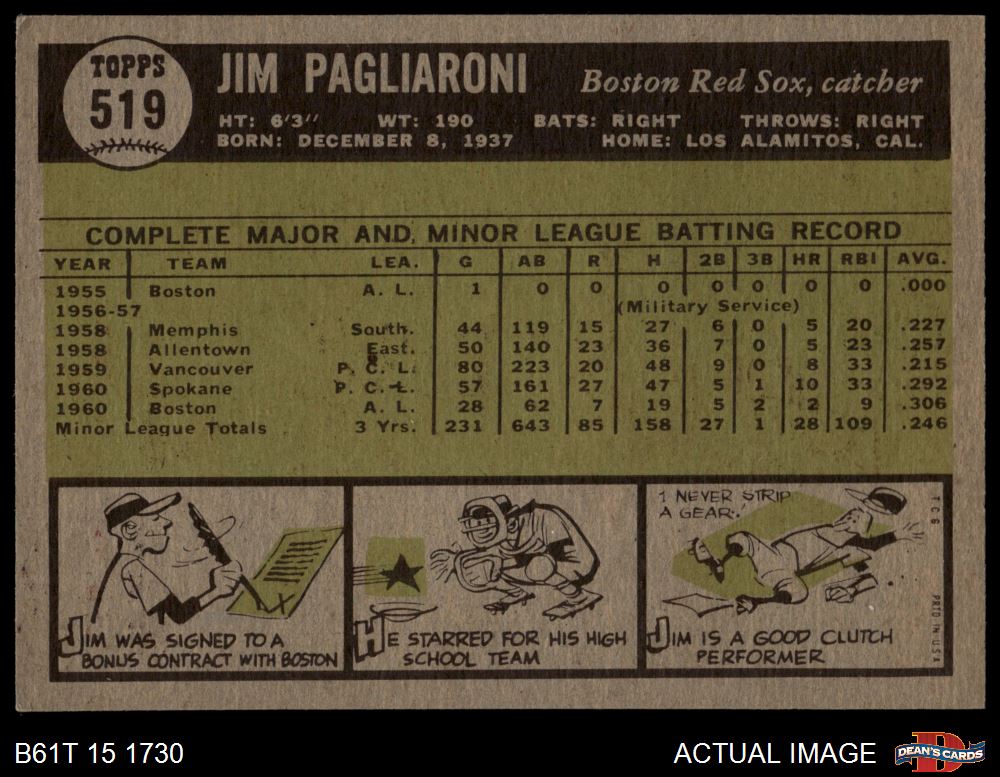 TOPPS
519
JIM PAGLIARONI
Boston Red Sox, catcher
HT: 6'3" WT: 190 BATS: RIGHT THROWS: RIGHT
BORN: DECEMBER 8, 1937 HOME: LOS ALAMITOS, CAL.
COMPLETE MAJOR AND MINOR LEAGUE BATTING RECORD
YEAR TEAM LEA. G AB R H 2B 3B HR RBI AVG.
1955 Boston A. L. 1 0 0 0 0 0 0 0 .000
1956-57 (Military Service)
1958 Memphis South. 44 119 15 27 6 0 5 20 .227
1958 Allentown East. 50 140 23 36 7 0 5 23 .257
1959 Vancouver P. C. L. 80 223 20 48 9 0 8 33 .215
1960 Spokane P. C. L. 57 161 27 47 5 1 10 33 .292
1960 Boston A. L. 28 62 7 19 5 2 2 9 .306
Minor League Totals 3 Yrs. 231 643 85 158 27 1 28 109 .246
JIM WAS SIGNED TO A
BONUS CONTRACT WITH BOSTON
HE STARRED FOR HIS HIGH
SCHOOL TEAM
I NEVER STRIP
A GEAR!
JIM IS A GOOD CLUTCH
PERFORMER
T.C.G.
PRTD IN U.S.A.
B61T 15 1730
ACTUAL IMAGE
DEAN'S CARDS